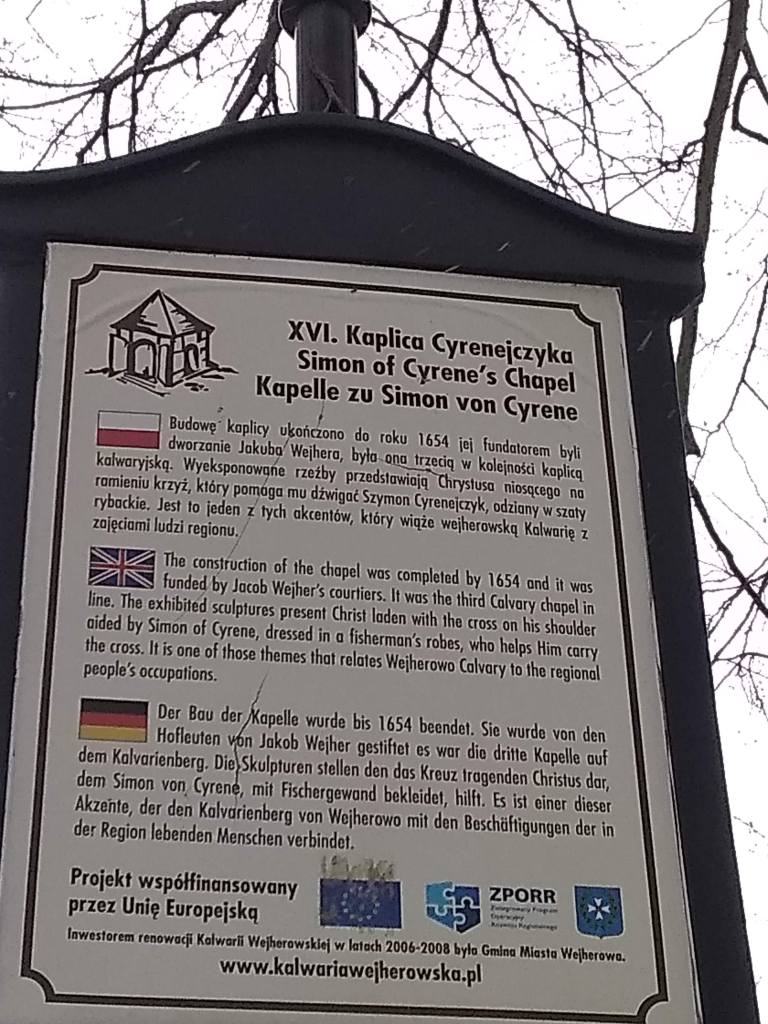 XVI. Kaplica Cyrenejczyka
Simon of Cyrene's Chapel
Kapelle zu Simon von Cyrene
Budowę kaplicy ukończono do roku 1654 jej fundatorem byli
dworzanie Jakuba Wejhera, była ona trzecią w kolejności kaplicą
kalwaryjską. Wyeksponowane rzeźby przedstawiają Chrystusa niosącego na
ramieniu krzyż, który pomaga mu dźwigać Szymon Cyrenejczyk, odziany w szaty
rybackie. Jest to jeden z tych akcentów, który wiąże wejherowską Kalwarię z
zajęciami ludzi regionu.
The construction of the chapel was completed by 1654 and it was
funded by Jacob Wejher's courtiers. It was the third Calvary chapel in
line. The exhibited sculptures present Christ laden with the cross on his shoulder
aided by Simon of Cyrene, dressed in a fisherman's robes, who helps Him carry
the cross. It is one of those themes that relates Wejherowo Calvary to the regional
people's occupations.
Der Bau der Kapelle wurde bis 1654 beendet. Sie wurde von den
Hofleuten von Jakob Wejher gestiftet es war die dritte Kapelle auf
dem Kalvarienberg. Die Skulpturen stellen den das Kreuz tragenden Christus dar,
dem Simon von Cyrene, mit Fischergewand bekleidet, hilft. Es ist einer dieser
Akzente, der den Kalvarienberg von Wejherowo mit den Beschäftigungen der in
der Region lebenden Menschen verbindet.
Projekt współfinansowany
przez Unię Europejską
ZPORR
Zintegrowany Program
Operacyjny
Rozwoju Regionalnego
Inwestorem renowacji Kalwarii Wejherowskiej w latach 2006-2008 była Gmina Miasta Wejherowa.
www.kalwariawejherowska.pl